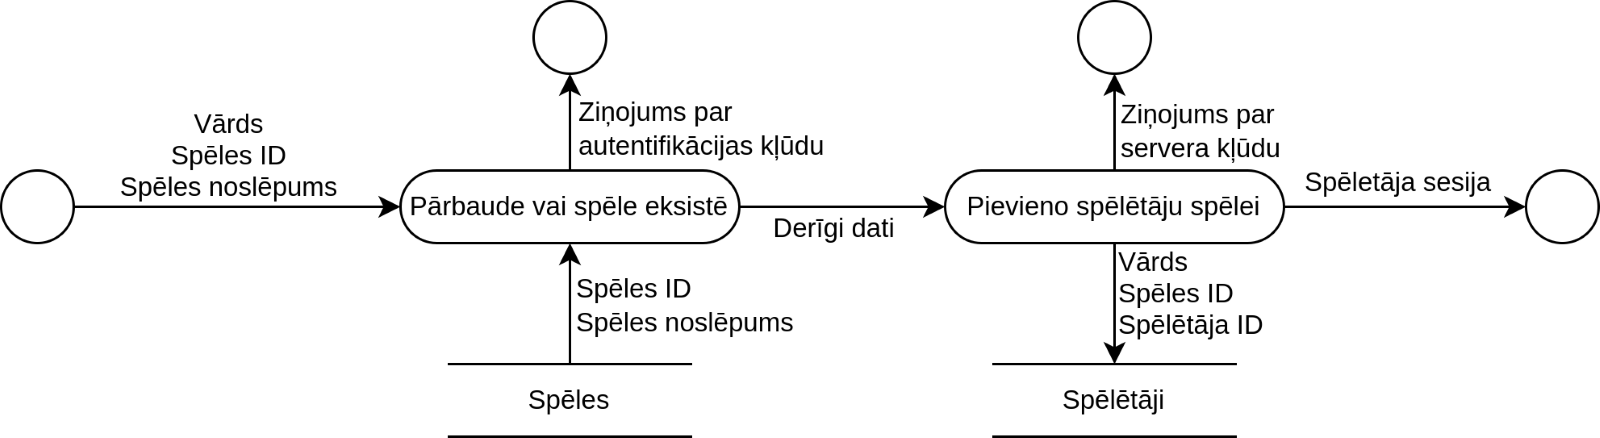 Vārds
Spēles ID
Spēles noslēpums
Ziņojums par
autentifikācijas kļūdu
Ziņojums par
servera kļūdu
Pārbaude vai spēle eksistē
Derīgi dati
Pievieno spēlētāju spēlei
Spēletāja sesija
Spēles ID
Spēles noslēpums
Vārds
Spēles ID
Spēlētāja ID
Spēles
Spēlētāji